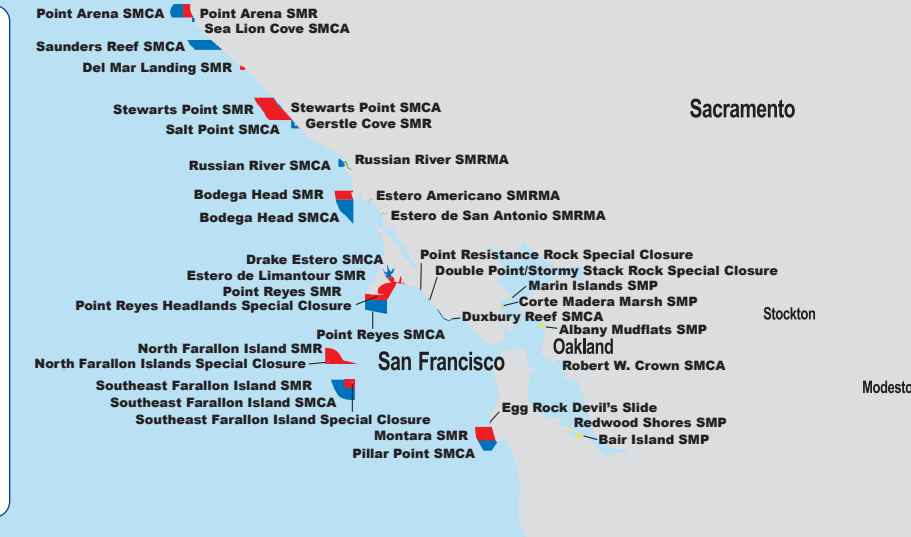 Point Arena SMCA
Point Arena SMR
Sea Lion Cove SMCA
Saunders Reef SMCA
Del Mar Landing SMR
Stewarts Point SMR
Stewarts Point SMCA
Sacramento
Salt Point SMCA
Gerstle Cove SMR
Russian River SMCA
Russian River SMRMA
Bodega Head SMR
Estero Americano SMRMA
Bodega Head SMCA
Estero de San Antonio SMRMA
Drake Estero SMCA
Point Resistance Rock Special Closure
Estero de Limantour SMR
Double Point/Stormy Stack Rock Special Closure
Point Reyes SMR
Marin Islands SMP
Point Reyes Headlands Special Closure
Corte Madera Marsh SMP
Duxbury Reef SMCA
Stockton
Point Reyes SMCA
Albany Mudflats SMP
North Farallon Island SMR
Oakland
North Farallon Islands Special Closure
San Francisco
Robert W. Crown SMCA
Southeast Farallon Island SMR
Modesto
Southeast Farallon Island SMCA
Southeast Farallon Island Special Closure
Egg Rock Devil's Slide
Redwood Shores SMP
Montara SMR
Bair Island SMP
Pillar Point SMCA